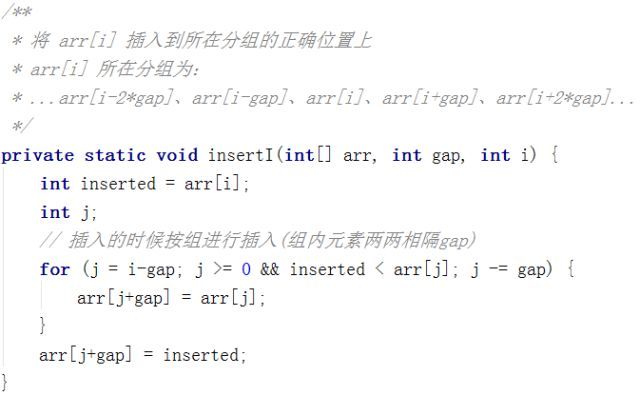 /**
 * 将 arr[i] 插入到所在分组的正确位置上
 * arr[i] 所在分组为：
 * ...arr[i-2*gap]、arr[i-gap]、arr[i]、arr[i+gap]、arr[i+2*gap]...
 */
private static void insertI(int[] arr, int gap, int i) {
    int inserted = arr[i];
    int j;
    // 插入的时候按组进行插入(组内元素两两相隔gap)
    for (j = i-gap; j >= 0 && inserted < arr[j]; j -= gap) {
        arr[j+gap] = arr[j];
    }
    arr[j+gap] = inserted;
}